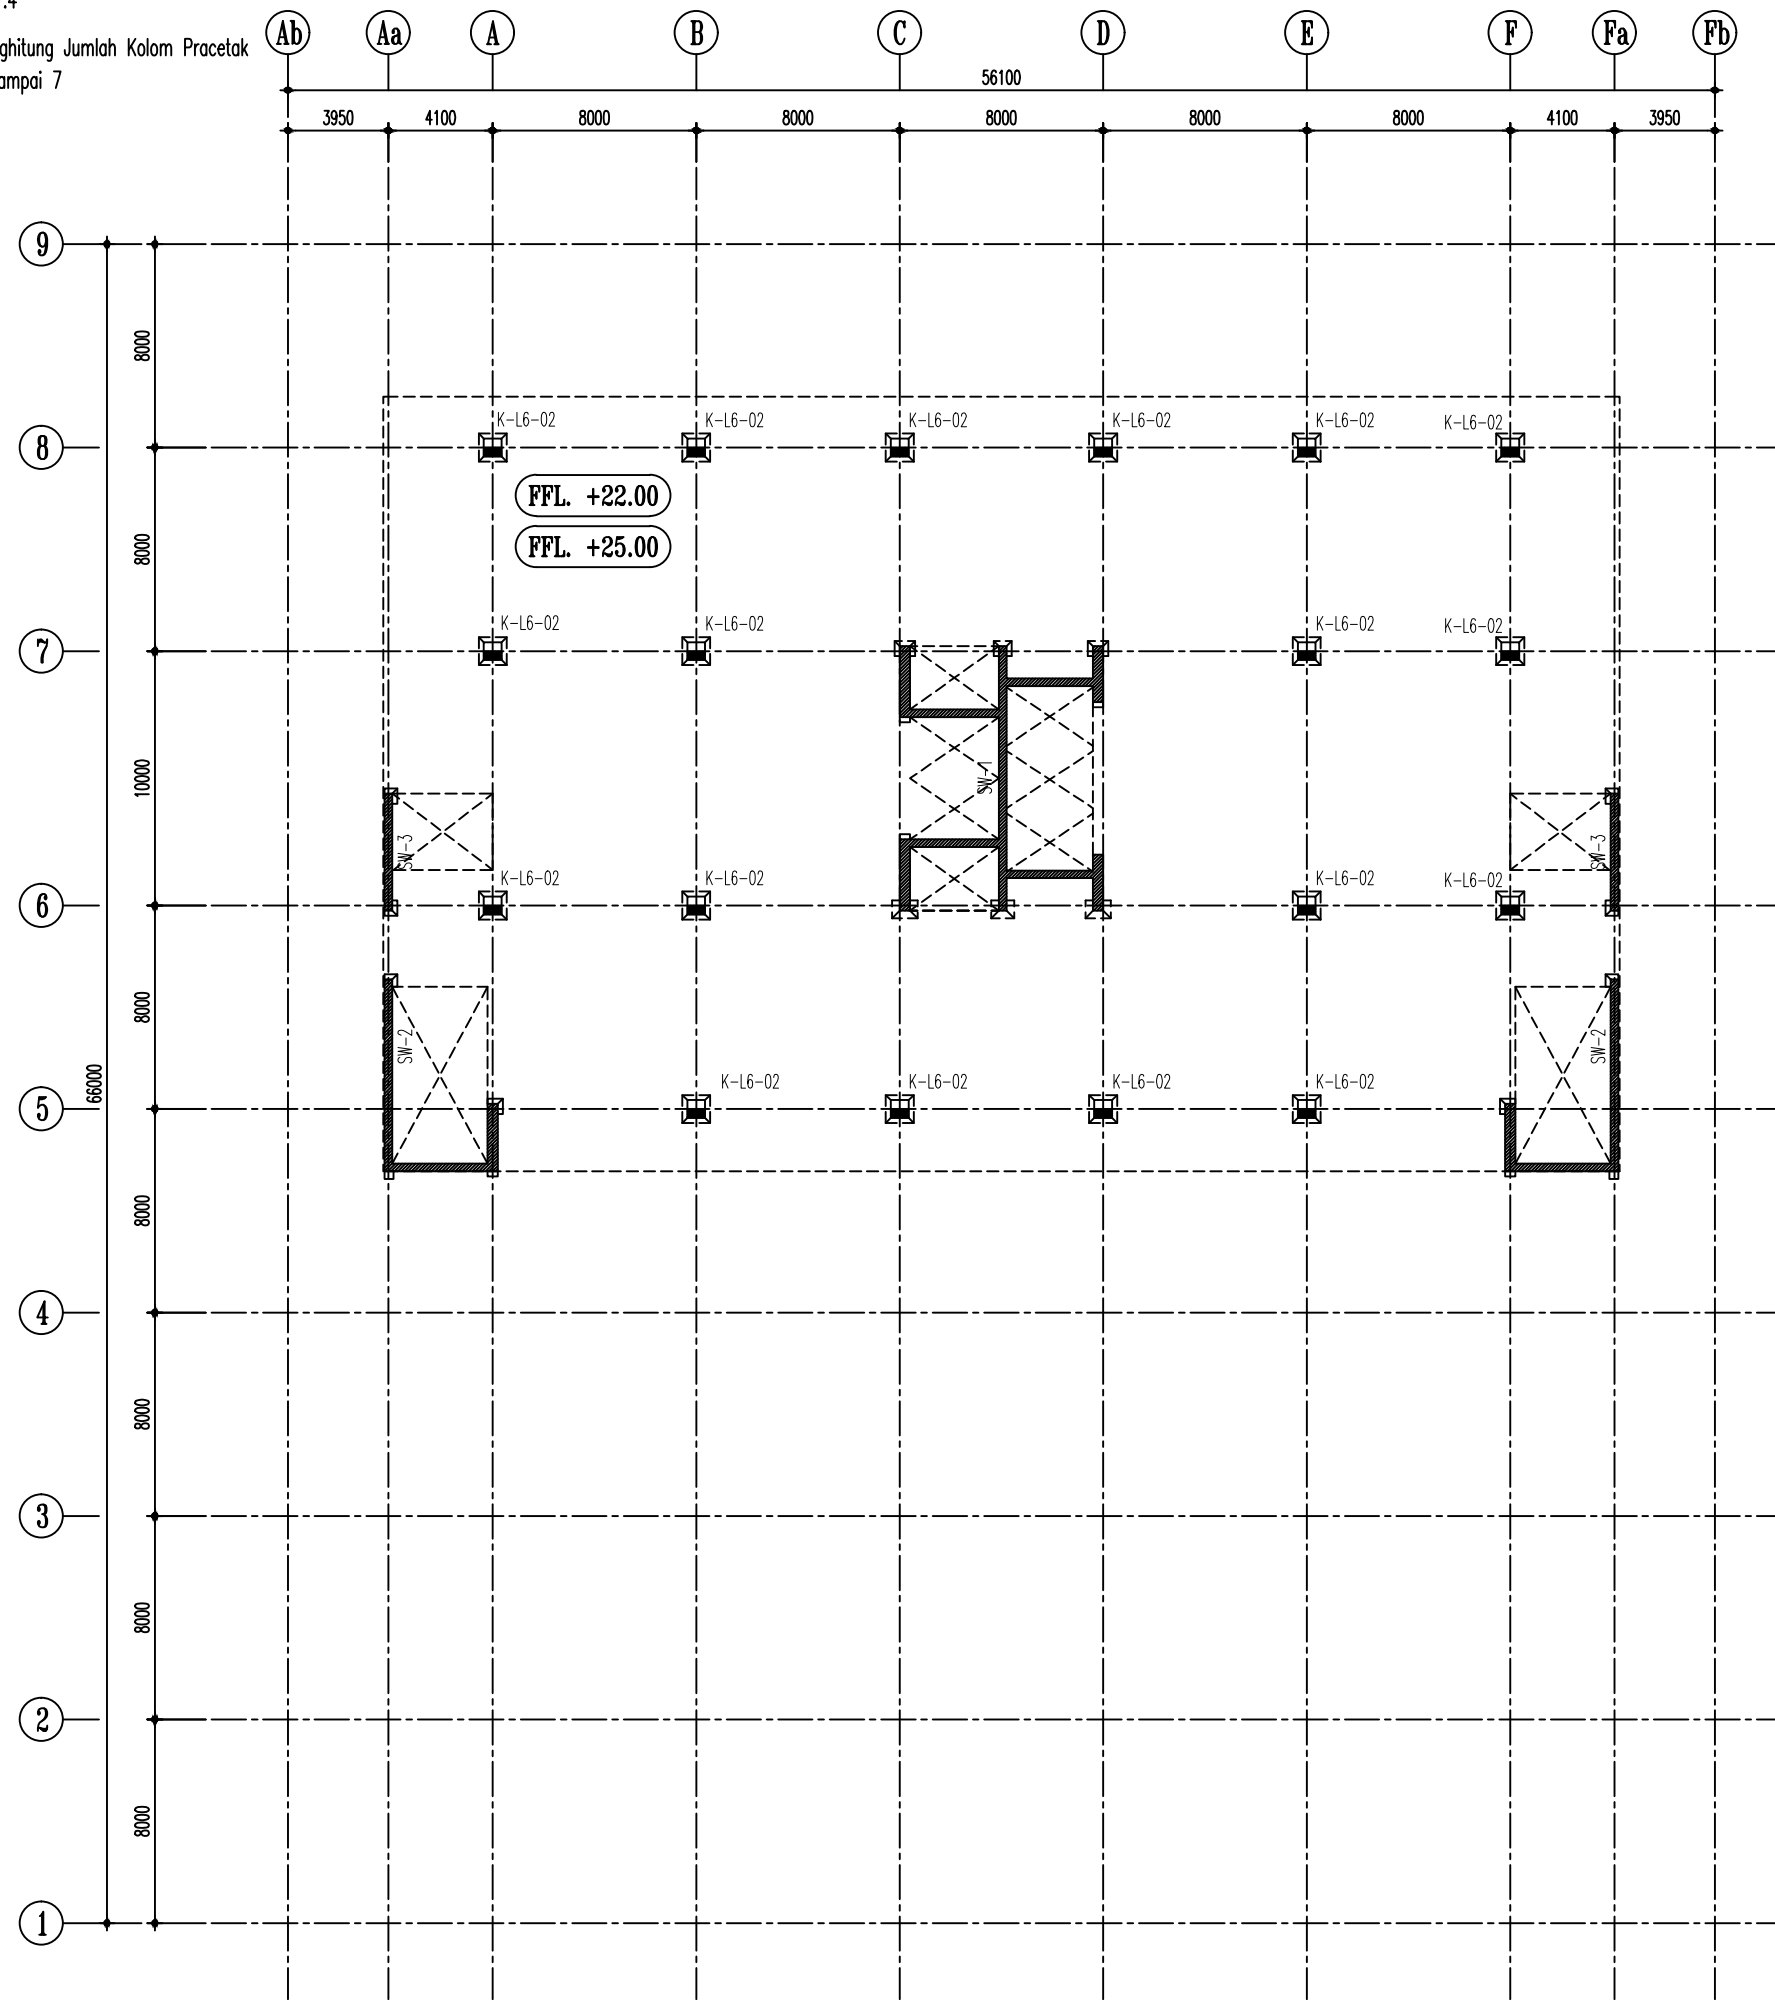 .4
ghitung Jumlah Kolom Pracetak
ampai 7
Ab Aa A B C D E F Fa Fb
56100
3950 4100 8000 8000 8000 8000 8000 4100 3950
9
8000
K-L6-02 K-L6-02 K-L6-02 K-L6-02 K-L6-02 K-L6-02
8
FFL. +22.00
FFL. +25.00
8000
K-L6-02 K-L6-02 K-L6-02 K-L6-02
7
10000
SW-1
SW-3 SW-3
K-L6-02 K-L6-02 K-L6-02 K-L6-02
6
8000
SW-2 SW-2
66000
K-L6-02 K-L6-02 K-L6-02 K-L6-02
5
8000
4
8000
3
8000
2
8000
1